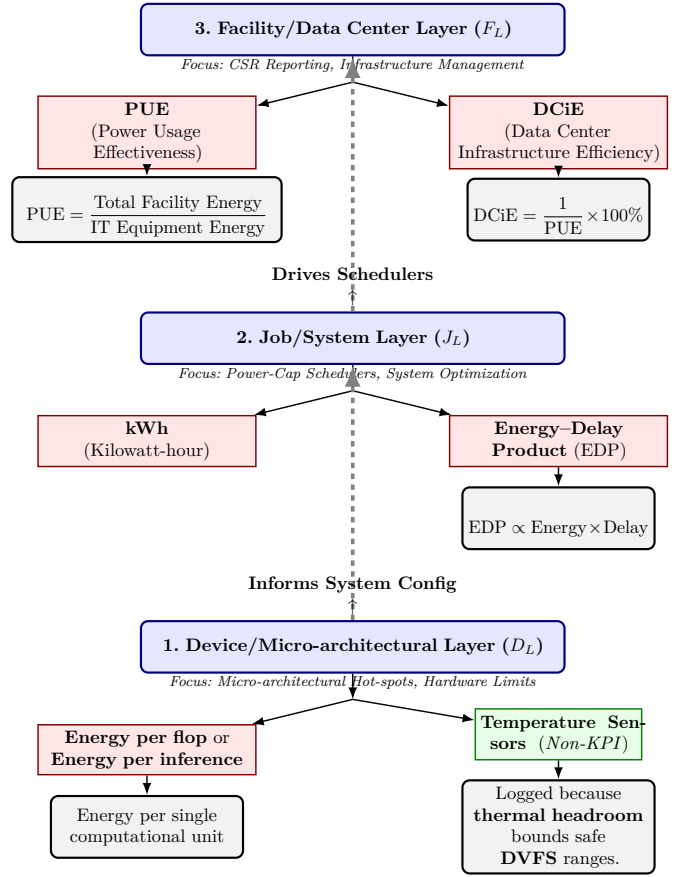 3. Facility/Data Center Layer (F_L)
Focus: CSR Reporting, Infrastructure Management
PUE
(Power Usage
Effectiveness)
DCiE
(Data Center
Infrastructure Efficiency)
PUE = Total Facility Energy / IT Equipment Energy
DCiE = 1 / PUE × 100%
Drives Schedulers
2. Job/System Layer (J_L)
Focus: Power-Cap Schedulers, System Optimization
kWh
(Kilowatt-hour)
Energy–Delay
Product (EDP)
EDP ∝ Energy × Delay
Informs System Config
1. Device/Micro-architectural Layer (D_L)
Focus: Micro-architectural Hot-spots, Hardware Limits
Energy per flop or
Energy per inference
Temperature Sen-
sors (Non-KPI)
Energy per single
computational unit
Logged because
thermal headroom
bounds safe
DVFS ranges.